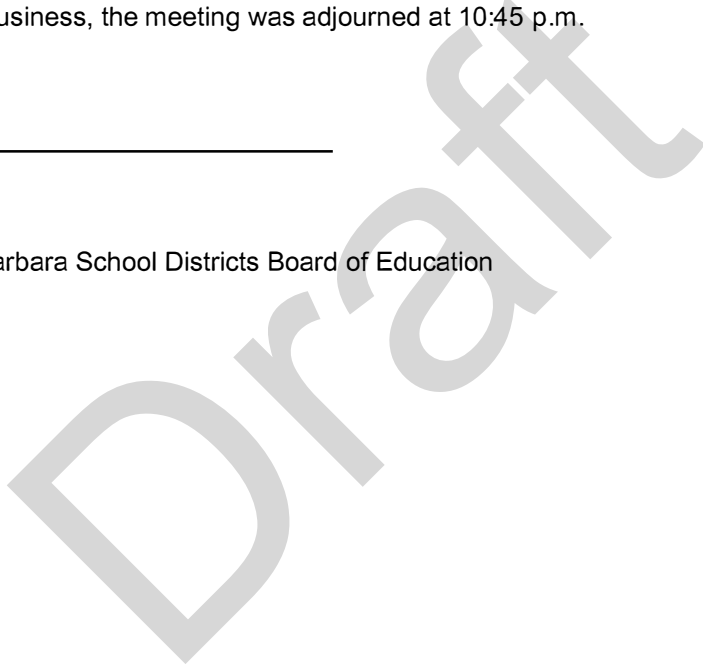 usiness, the meeting was adjourned at 10:45 p.m.
arbara School Districts Board of Education
Draft